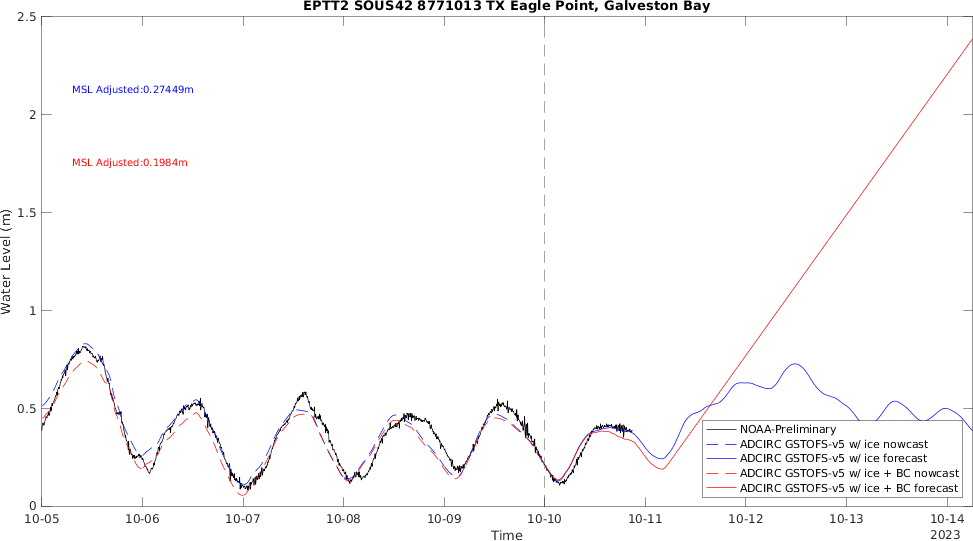 EPTT2 SOUS42 8771013 TX Eagle Point, Galveston Bay
2.5
MSL Adjusted:0.27449m
2
MSL Adjusted:0.1984m
1.5
Water Level (m)
1
0.5
NOAA-Preliminary
ADCIRC GSTOFS-v5 w/ ice nowcast
ADCIRC GSTOFS-v5 w/ ice forecast
ADCIRC GSTOFS-v5 w/ ice + BC nowcast
ADCIRC GSTOFS-v5 w/ ice + BC forecast
0
10-05 10-06 10-07 10-08 10-09 10-10 10-11 10-12 10-13 10-14
Time 2023